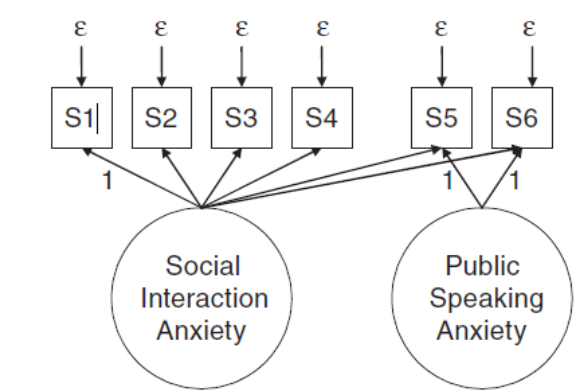 ε ε ε ε ε ε
S1 S2 S3 S4 S5 S6
1 1 1
Social
Interaction
Anxiety
Public
Speaking
Anxiety